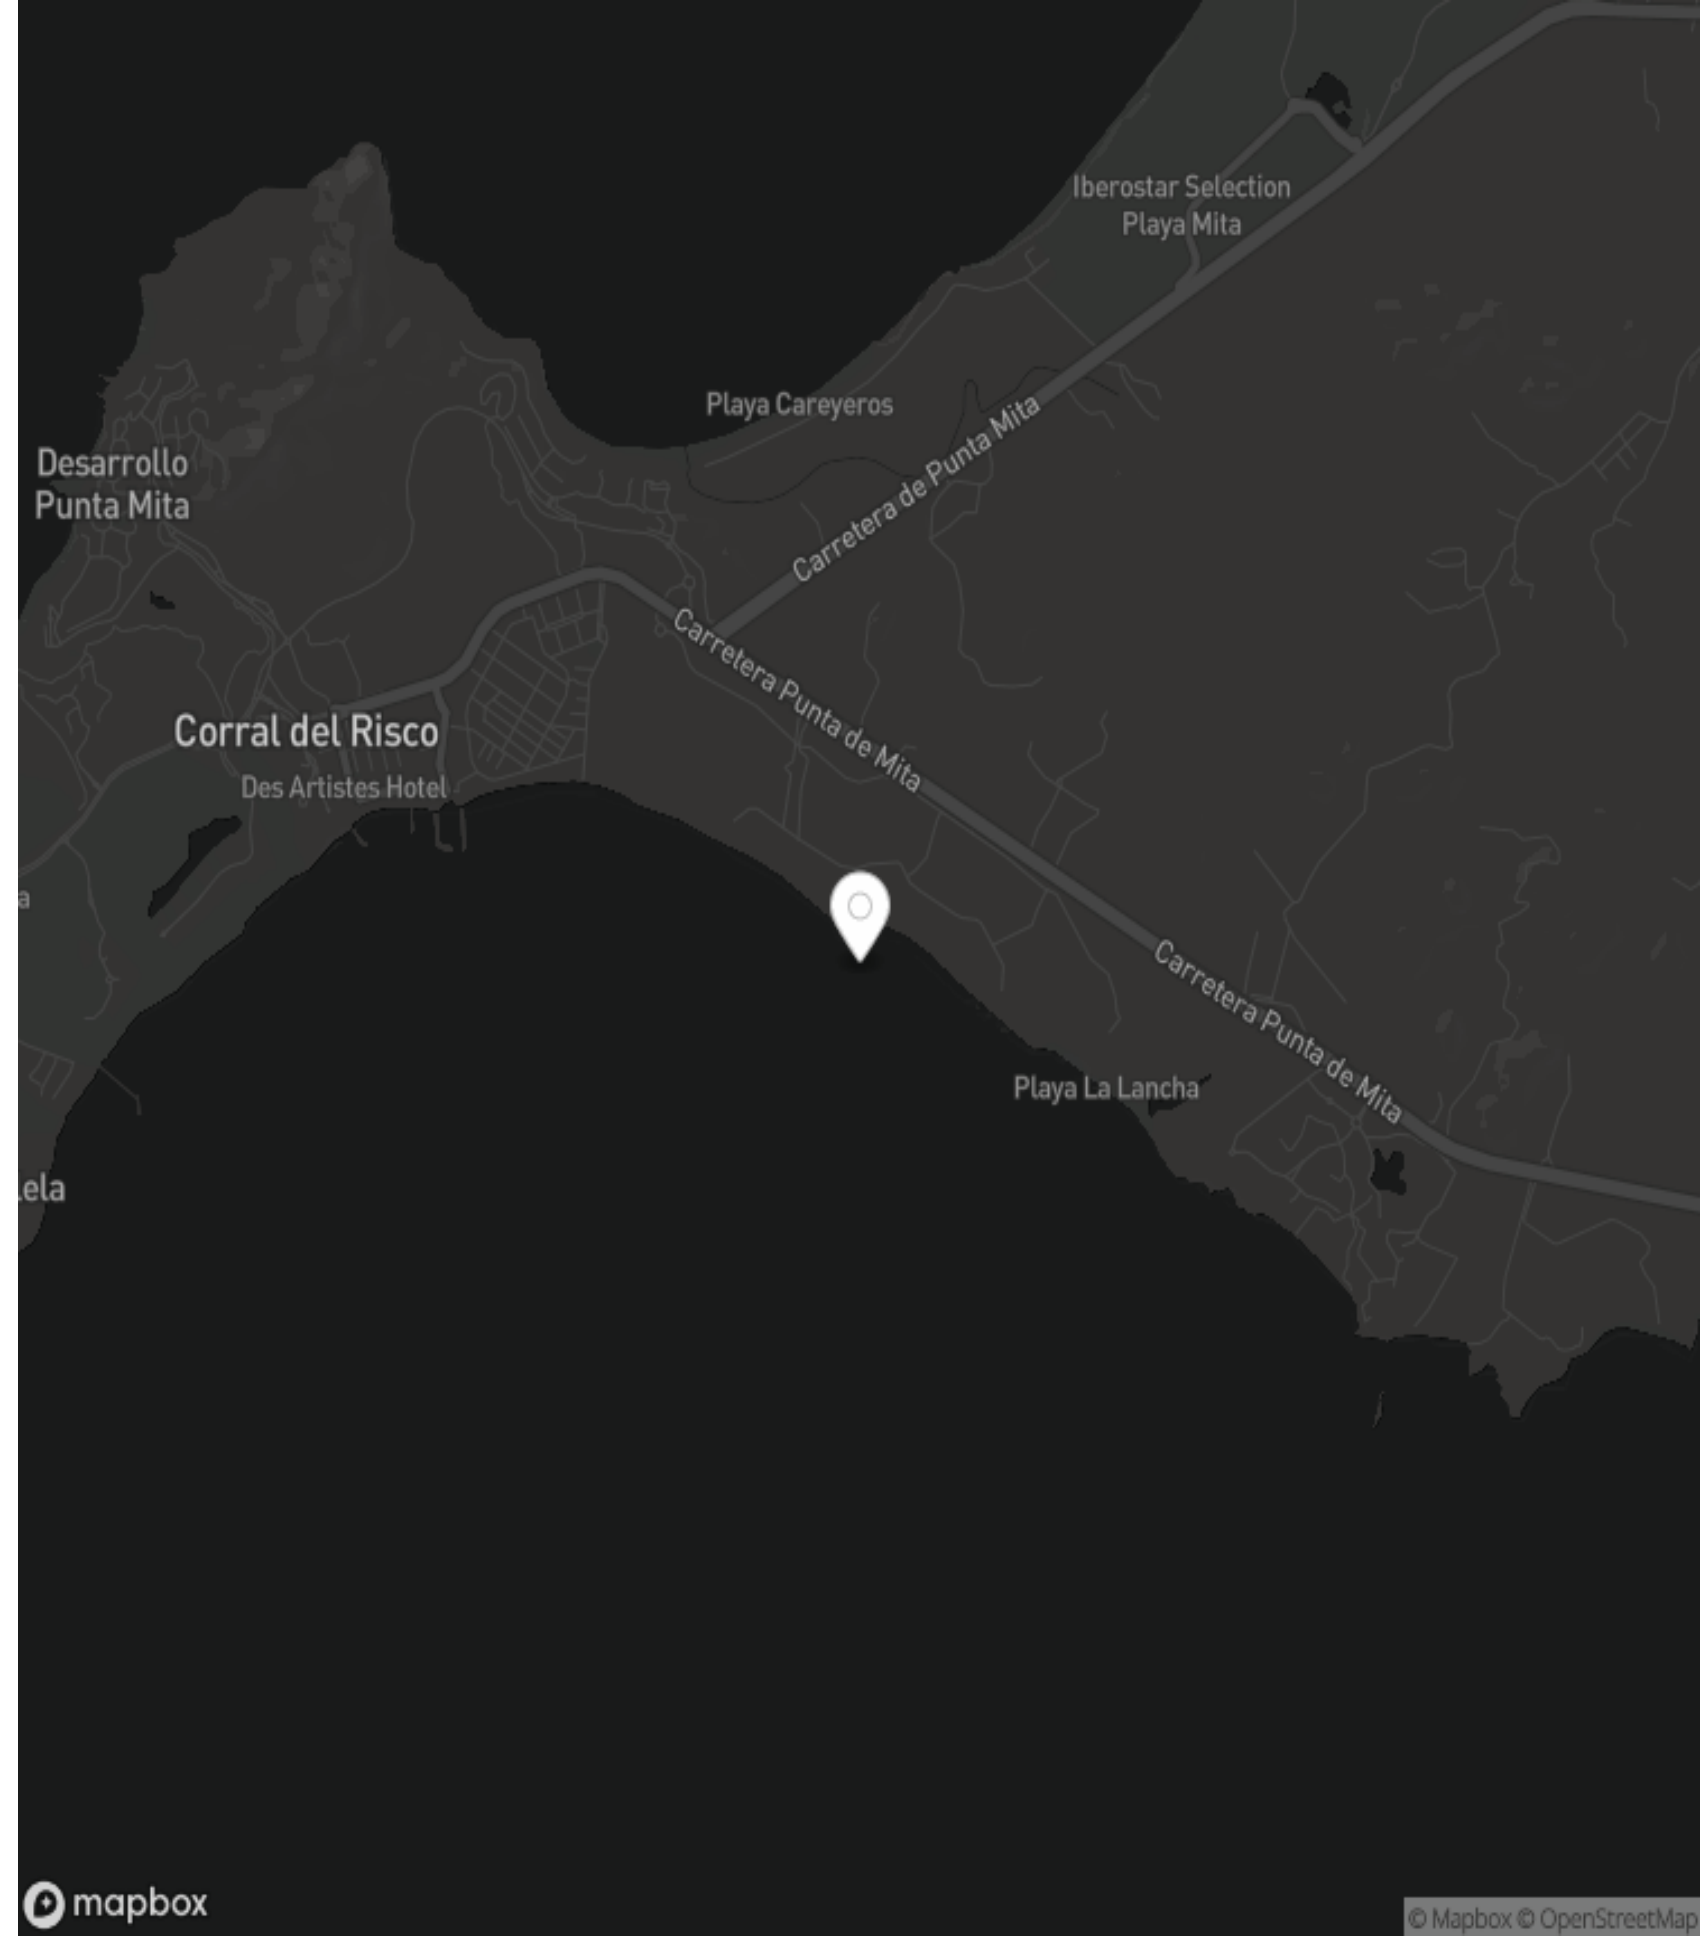 Iberostar Selection
Playa Mita
Playa Careyeros
Carretera de Punta Mita
Desarrollo
Punta Mita
Carretera Punta de Mita
Corral del Risco
Des Artistes Hotel
a
Carretera Punta de Mita
Playa La Lancha
ela
mapbox
© Mapbox © OpenStreetMap